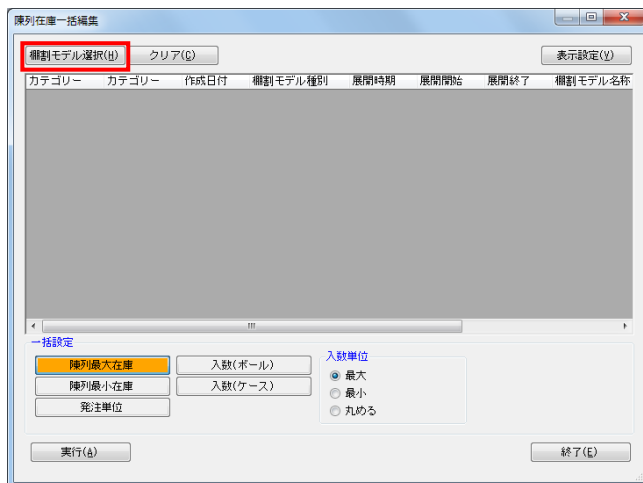 陳列在庫一括編集
棚割モデル選択(H) クリア(C) 表示設定(Y)
カテゴリー カテゴリー 作成日付 棚割モデル種別 展開時期 展開開始 展開終了 棚割モデル名称
一括設定
陳列最大在庫 入数(ボール) 入数単位
最大
陳列最小在庫 入数(ケース)
最小
発注単位
丸める
実行(A) 終了(E)